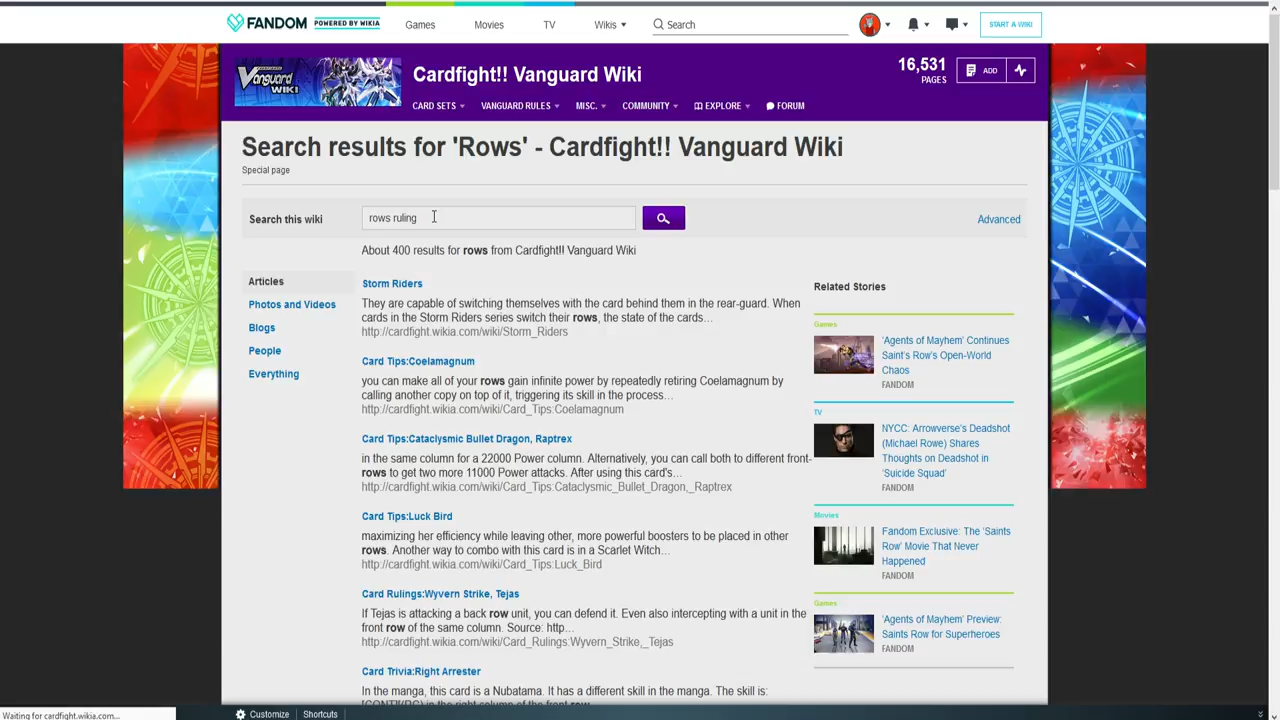 FANDOM POWERED BY WIKIA Games Movies TV Wikis Search START A WIKI
Vanguard WIKI
Cardfight!! Vanguard Wiki
16,531 PAGES ADD
CARD SETS VANGUARD RULES MISC. COMMUNITY EXPLORE FORUM
Search results for 'Rows' - Cardfight!! Vanguard Wiki
Special page
Search this wiki rows ruling Advanced
About 400 results for rows from Cardfight!! Vanguard Wiki
Articles
Photos and Videos
Blogs
People
Everything
Storm Riders
They are capable of switching themselves with the card behind them in the rear-guard. When
cards in the Storm Riders series switch their rows, the state of the cards...
http://cardfight.wikia.com/wiki/Storm_Riders
Card Tips:Coelamagnum
you can make all of your rows gain infinite power by repeatedly retiring Coelamagnum by
calling another copy on top of it, triggering its skill in the process...
http://cardfight.wikia.com/wiki/Card_Tips:Coelamagnum
Card Tips:Cataclysmic Bullet Dragon, Raptrex
in the same column for a 22000 Power column. Alternatively, you can call both to different front-
rows to get two more 11000 Power attacks. After using this card's...
http://cardfight.wikia.com/wiki/Card_Tips:Cataclysmic_Bullet_Dragon,_Raptrex
Card Tips:Luck Bird
maximizing her efficiency while leaving other, more powerful boosters to be placed in other
rows. Another way to combo with this card is in a Scarlet Witch...
http://cardfight.wikia.com/wiki/Card_Tips:Luck_Bird
Card Rulings:Wyvern Strike, Tejas
If Tejas is attacking a back row unit, you can defend it. Even also intercepting with a unit in the
front row of the same column. Source: http...
http://cardfight.wikia.com/wiki/Card_Rulings:Wyvern_Strike,_Tejas
Card Trivia:Right Arrester
In the manga, this card is a Nubatama. It has a different skill in the manga. The skill is:
[CONT](RC) in the right column of the front row
Related Stories
Games
'Agents of Mayhem' Continues
Saint's Row's Open-World
Chaos
FANDOM
TV
NYCC: Arrowverse's Deadshot
(Michael Rowe) Shares
Thoughts on Deadshot in
'Suicide Squad'
FANDOM
Movies
Fandom Exclusive: The 'Saints
Row' Movie That Never
Happened
FANDOM
Games
'Agents of Mayhem' Preview:
Saints Row for Superheroes
FANDOM
Waiting for cardfight.wikia.com... Customize Shortcuts